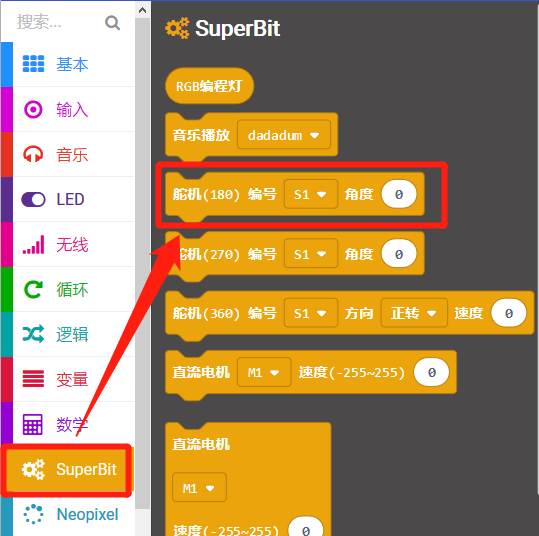 搜索...
基本
输入
音乐
LED
无线
循环
逻辑
变量
数学
SuperBit
Neopixel
SuperBit
RGB编程灯
音乐播放 dadadum
舵机(180) 编号 S1 角度 0
舵机(270) 编号 S1 角度 0
舵机(360) 编号 S1 方向 正转 速度 0
直流电机 M1 速度(-255~255) 0
直流电机
M1
速度(-255~255) 0